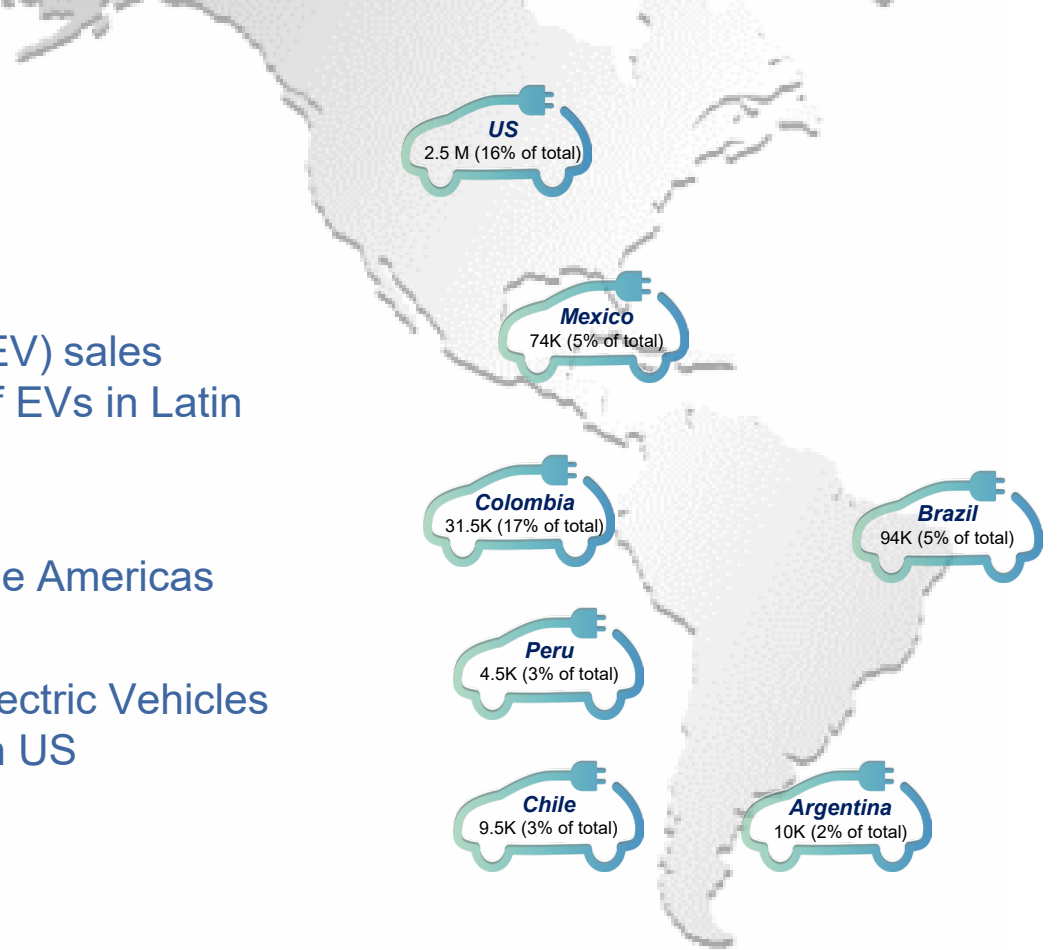 EV) sales
EVs in Latin
e Americas
ectric Vehicles
US
US
2.5 M (16% of total)
Mexico
74K (5% of total)
Colombia
31.5K (17% of total)
Brazil
94K (5% of total)
Peru
4.5K (3% of total)
Chile
9.5K (3% of total)
Argentina
10K (2% of total)